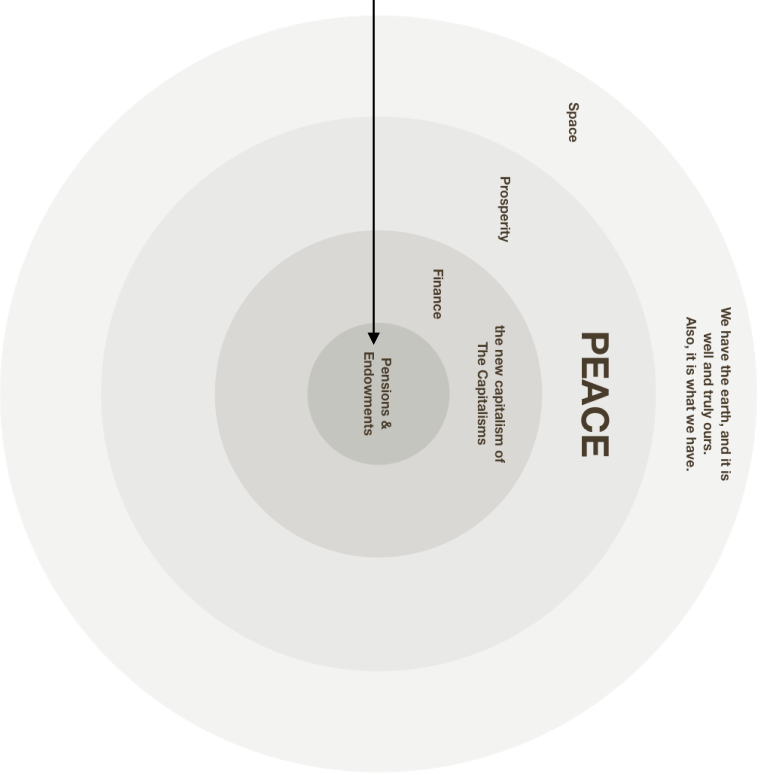 We have the earth, and it is
well and truly ours.
Also, it is what we have.
Space
PEACE
Prosperity
the new capitalism of
The Capitalisms
Finance
Pensions &
Endowments